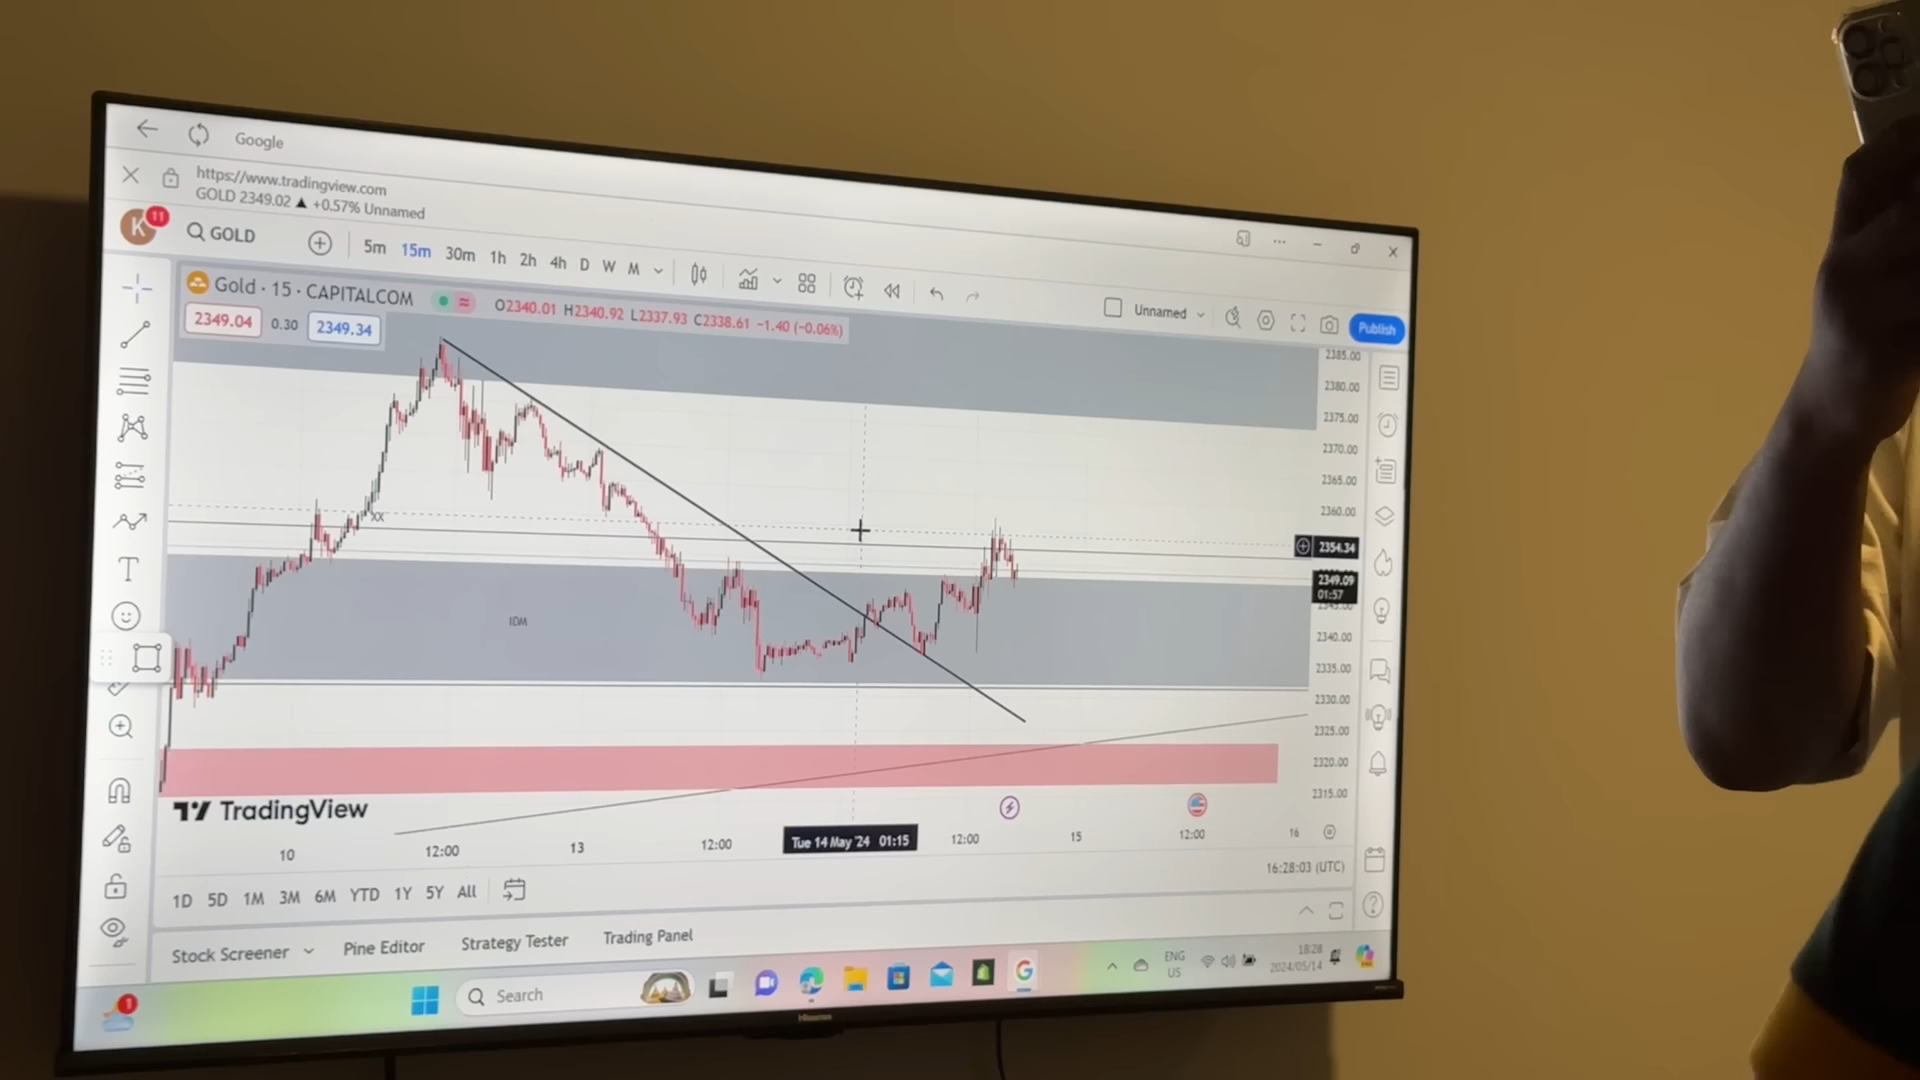 Google
https://www.tradingview.com
GOLD 2349.02 ▲ +0.57% Unnamed
K 11
GOLD 5m 15m 30m 1h 2h 4h D W M
Unnamed Publish
Gold · 15 · CAPITALCOM O2340.01 H2340.92 L2337.93 C2338.61 −1.40 (−0.06%)
2349.04 0.30 2349.34
2385.00
2380.00
2375.00
2370.00
2365.00
XX
2360.00
2354.34
2349.09
01:57
2345.00
IDM
2340.00
2335.00
2330.00
2325.00
2320.00
2315.00
TradingView
10 12:00 13 12:00 Tue 14 May '24 01:15 12:00 15 12:00 16
16:28:03 (UTC)
1D 5D 1M 3M 6M YTD 1Y 5Y All
Stock Screener Pine Editor Strategy Tester Trading Panel
1
Search
ENG
US
18:28
2024/05/14
Hisense